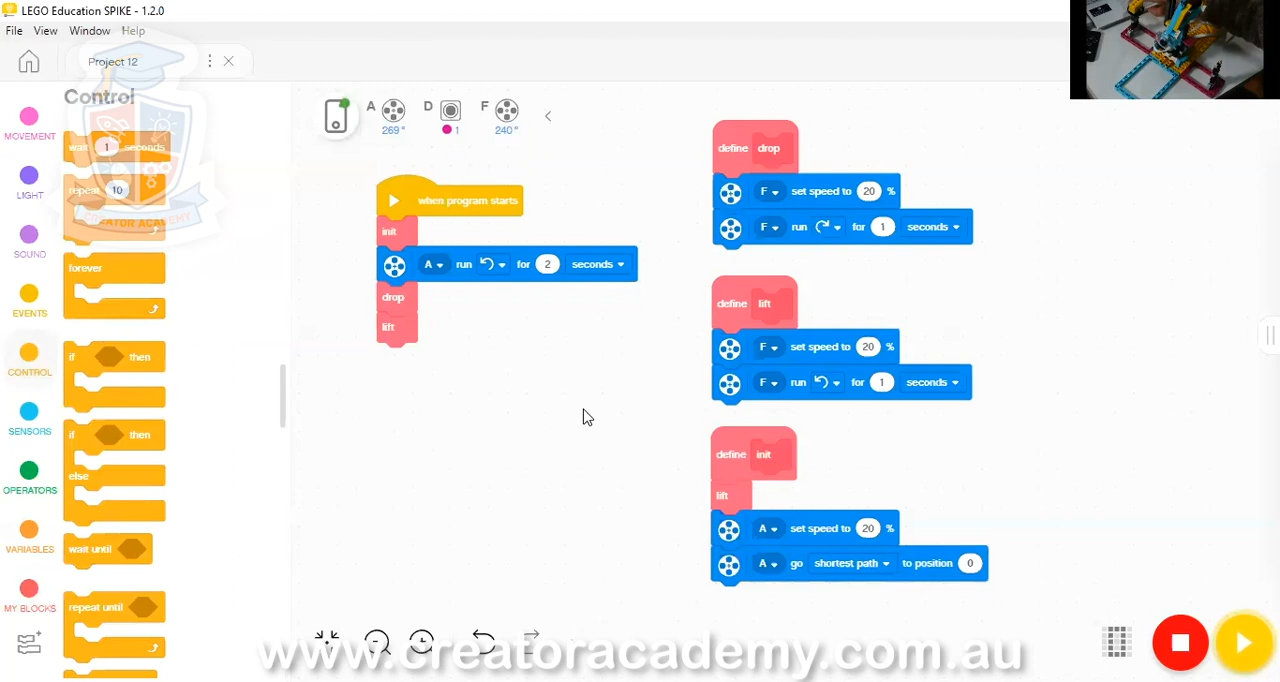 LEGO Education SPIKE - 1.2.0
File View Window Help
Project 12
MOVEMENT
LIGHT
SOUND
EVENTS
CONTROL
SENSORS
OPERATORS
VARIABLES
MY BLOCKS
Control
wait 1 seconds
repeat 10
forever
if then
if then
else
wait until
repeat until
CREATOR ACADEMY
A D F
269° 1 240°
when program starts
init
A run for 2 seconds
drop
lift
define drop
F set speed to 20 %
F run for 1 seconds
define lift
F set speed to 20 %
F run for 1 seconds
define init
lift
A set speed to 20 %
A go shortest path to position 0
www.creatoracademy.com.au